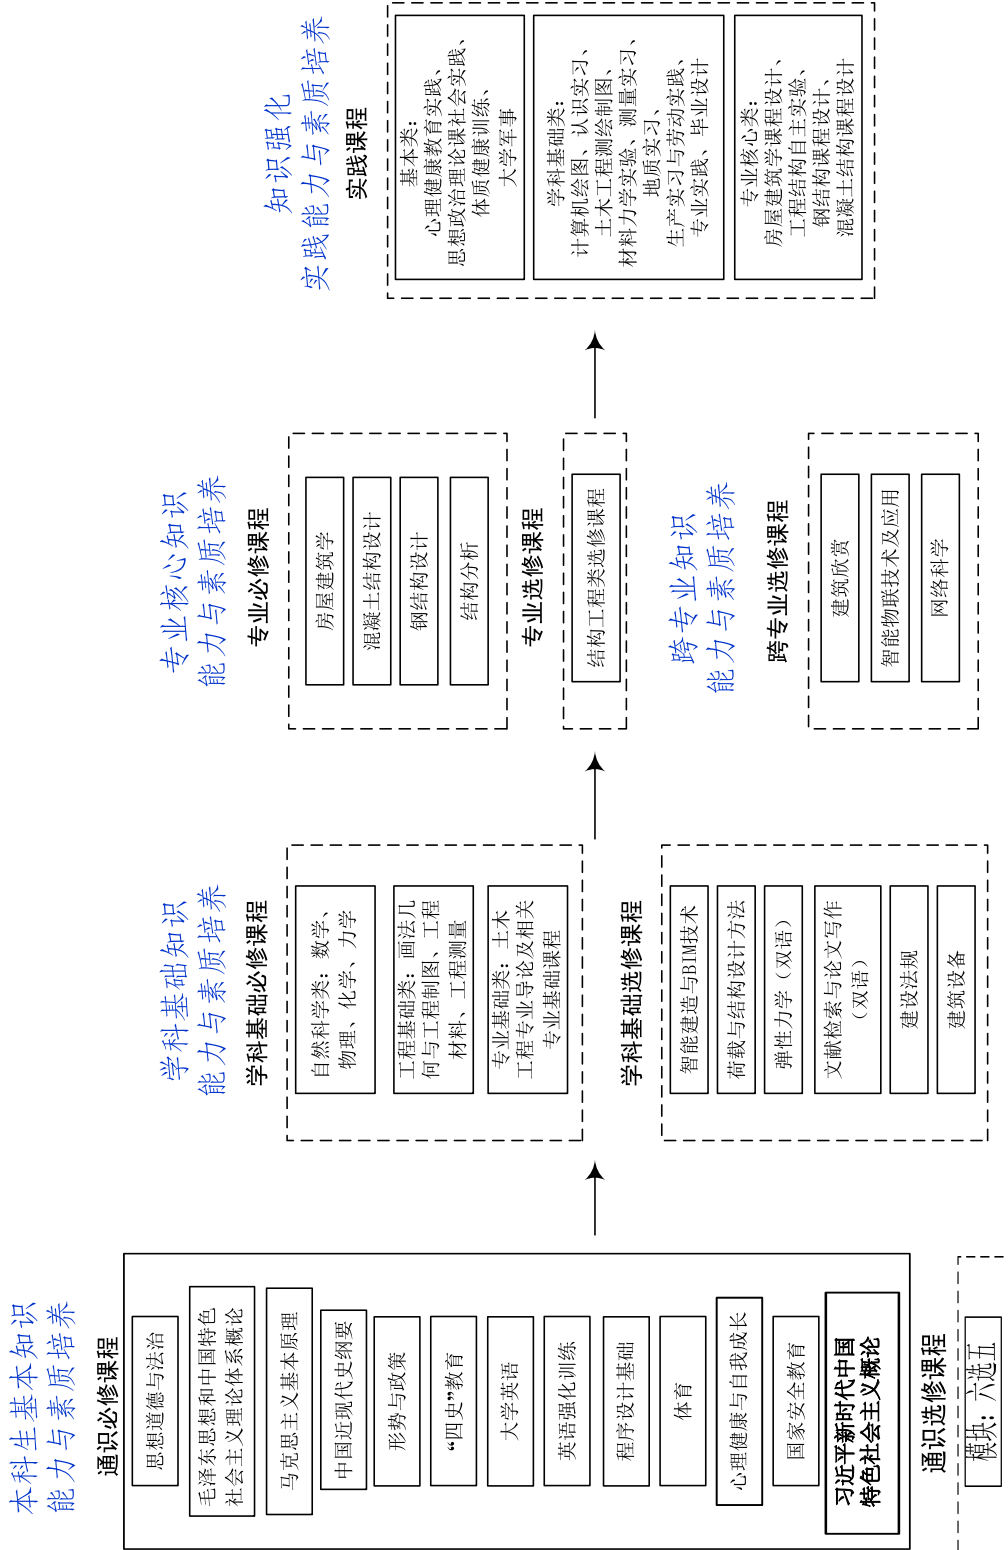 本科生基本知识
能力与素质培养
通识必修课程
思想道德与法治
毛泽东思想和中国特色
社会主义理论体系概论
马克思主义基本原理
中国近现代史纲要
形势与政策
“四史”教育
大学英语
英语强化训练
程序设计基础
体育
心理健康与自我成长
国家安全教育
习近平新时代中国
特色社会主义概论
通识选修课程
模块：六选五
学科基础知识
能力与素质培养
学科基础必修课程
自然科学类：数学、
物理、化学、力学
工程基础类：画法几
何与工程制图、工程
材料、工程测量
专业基础类：土木
工程专业导论及相关
专业基础课程
学科基础选修课程
智能建造与BIM技术
荷载与结构设计方法
弹性力学（双语）
文献检索与论文写作
（双语）
建设法规
建筑设备
专业核心知识
能力与素质培养
专业必修课程
房屋建筑学
混凝土结构设计
钢结构设计
结构分析
专业选修课程
结构工程类选修课程
跨专业知识
能力与素质培养
跨专业选修课程
建筑欣赏
智能物联技术及应用
网络科学
知识强化
实践能力与素质培养
实践课程
基本类：
心理健康教育实践、
思想政治理论课社会实践、
体质健康训练、
大学军事
学科基础类：
计算机绘图、认识实习、
土木工程测绘制图、
材料力学实验、测量实习、
地质实习、
生产实习与劳动实践、
专业实践、毕业设计
专业核心类：
房屋建筑学课程设计、
工程结构自主实验、
钢结构课程设计、
混凝土结构课程设计